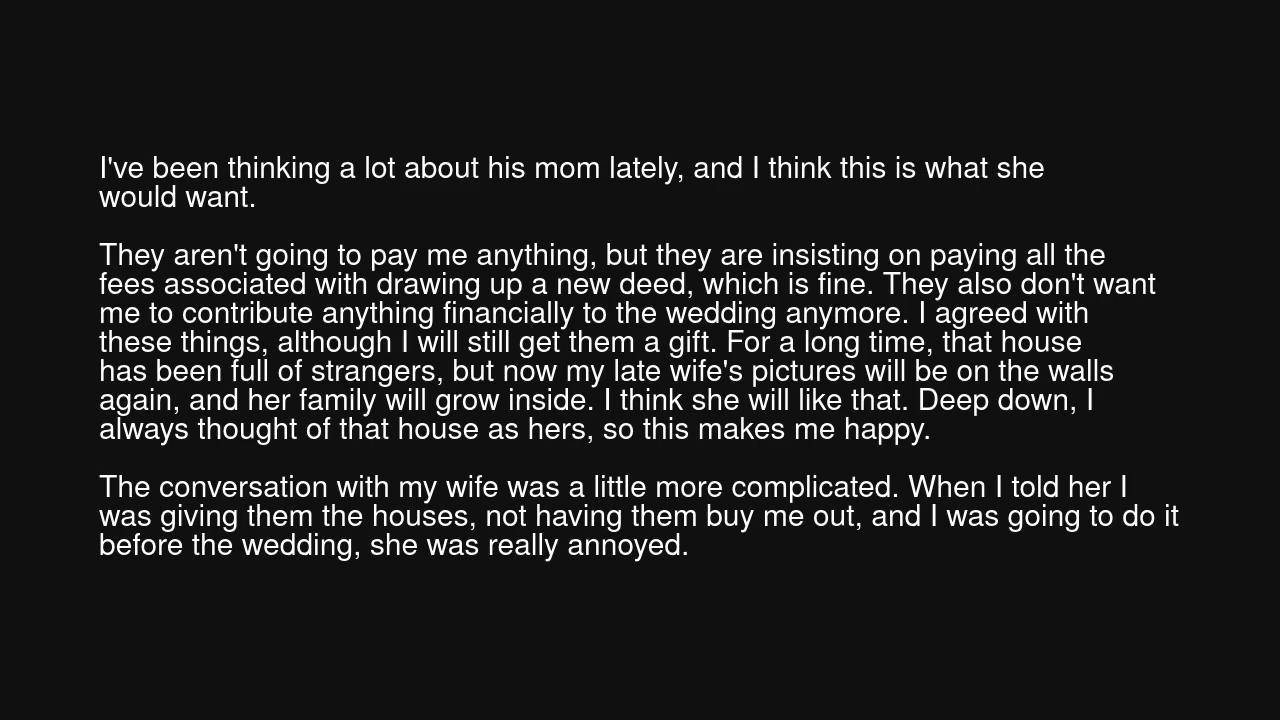 I've been thinking a lot about his mom lately, and I think this is what she
would want.
They aren't going to pay me anything, but they are insisting on paying all the
fees associated with drawing up a new deed, which is fine. They also don't want
me to contribute anything financially to the wedding anymore. I agreed with
these things, although I will still get them a gift. For a long time, that house
has been full of strangers, but now my late wife's pictures will be on the walls
again, and her family will grow inside. I think she will like that. Deep down, I
always thought of that house as hers, so this makes me happy.
The conversation with my wife was a little more complicated. When I told her I
was giving them the houses, not having them buy me out, and I was going to do it
before the wedding, she was really annoyed.